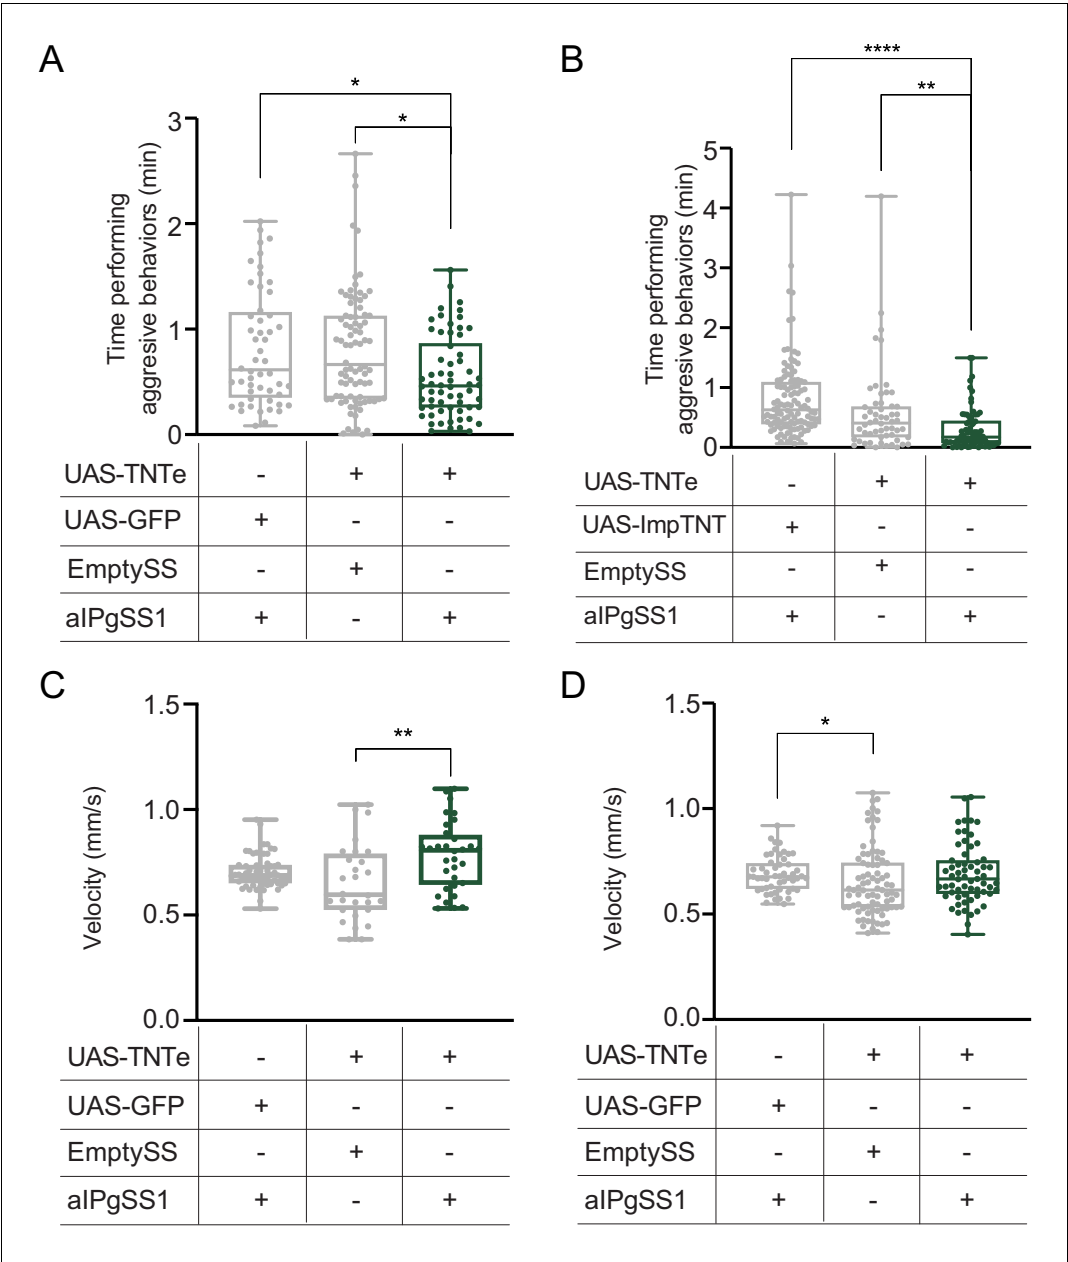 A
*
*
Time performing
aggresive behaviors (min)
3
2
1
0
UAS-TNTe - + +
UAS-GFP + - -
EmptySS - + -
aIPgSS1 + - +
B
****
**
Time performing
aggresive behaviors (min)
5
4
3
2
1
0
UAS-TNTe - + +
UAS-ImpTNT + - -
EmptySS - + -
aIPgSS1 + - +
C
**
Velocity (mm/s)
1.5
1.0
0.5
0.0
UAS-TNTe - + +
UAS-GFP + - -
EmptySS - + -
aIPgSS1 + - +
D
*
Velocity (mm/s)
1.5
1.0
0.5
0.0
UAS-TNTe - + +
UAS-GFP + - -
EmptySS - + -
aIPgSS1 + - +